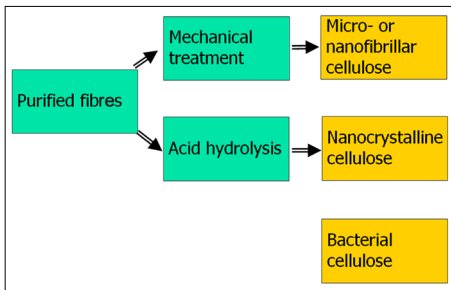 Purified fibres
Mechanical
treatment
Micro- or
nanofibrillar
cellulose
Acid hydrolysis
Nanocrystalline
cellulose
Bacterial
cellulose